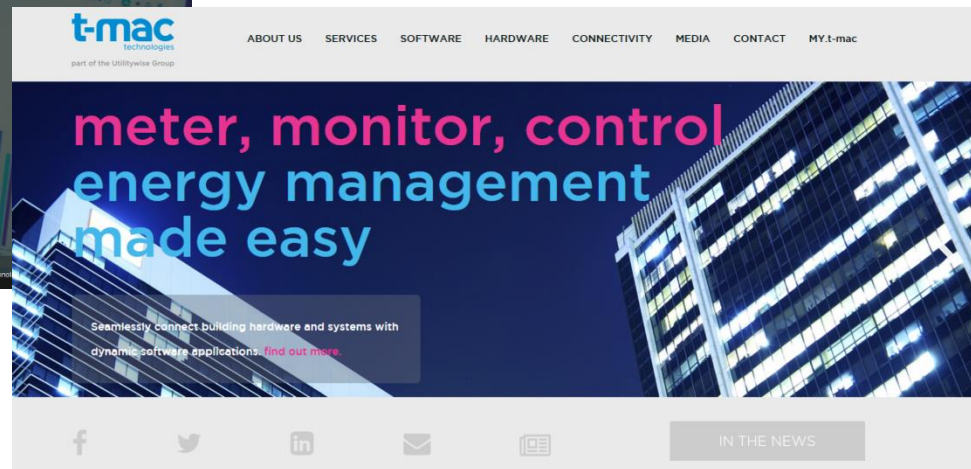 t-mac
technologies
part of the Utilitywise Group
ABOUT US SERVICES SOFTWARE HARDWARE CONNECTIVITY MEDIA CONTACT MY.t-mac
meter, monitor, control
energy management
made easy
Seamlessly connect building hardware and systems with
dynamic software applications. find out more.
IN THE NEWS